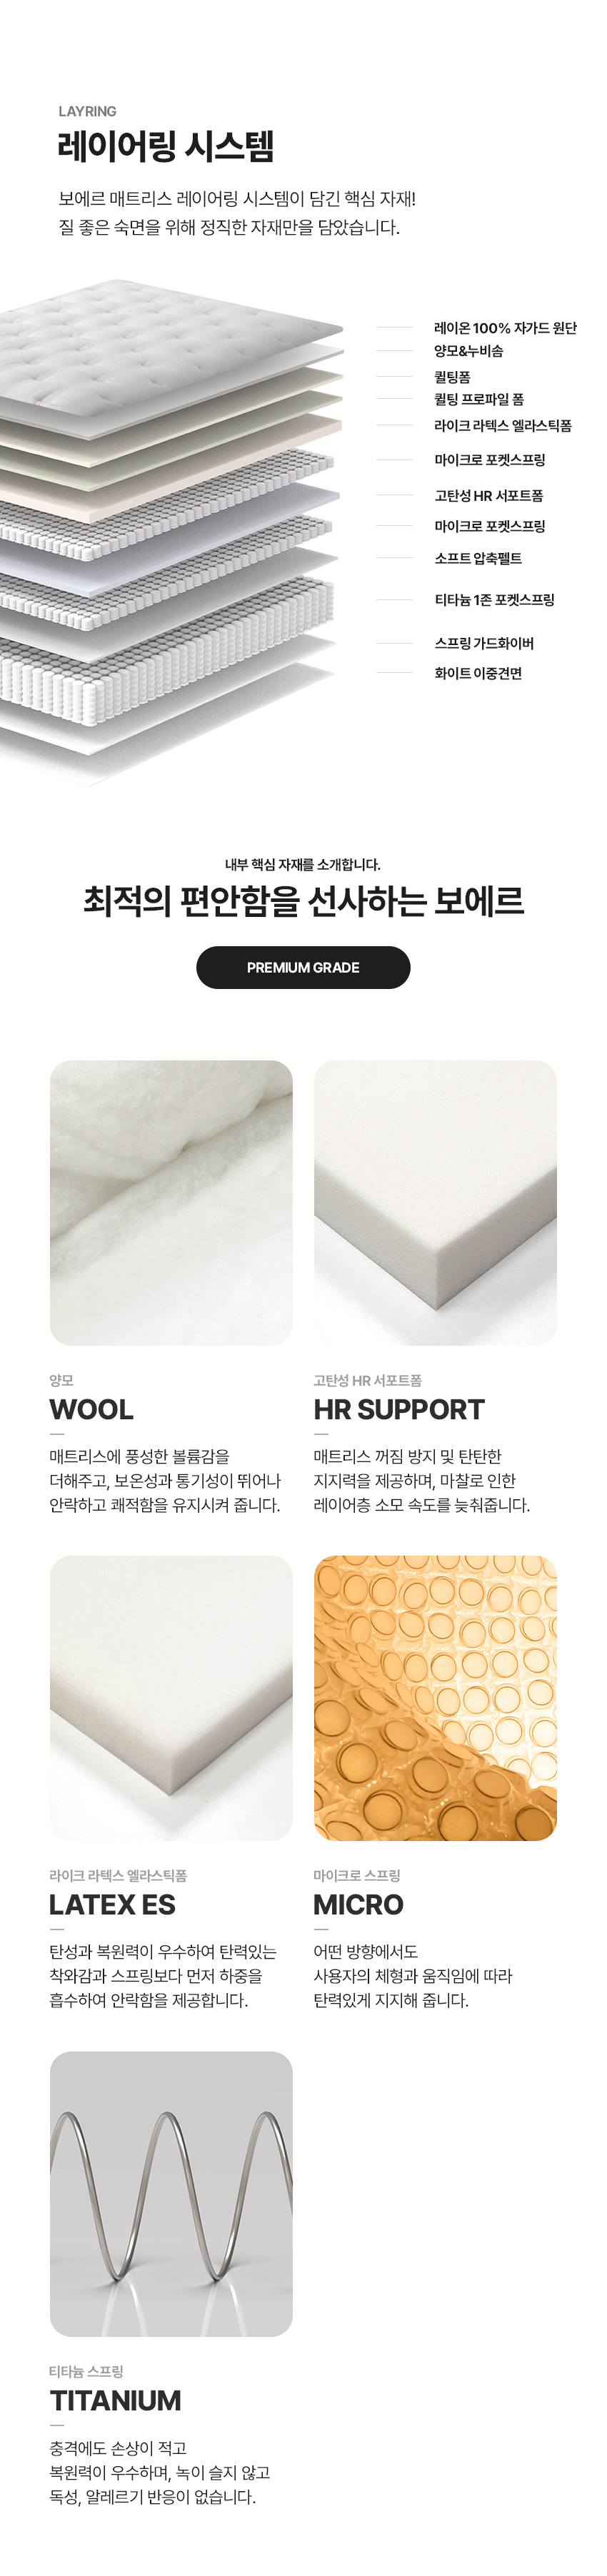 LAYRING
레이어링 시스템
보에르 매트리스 레이어링 시스템이 담긴 핵심 자재!
질 좋은 숙면을 위해 정직한 자재만을 담았습니다.
레이온 100% 자가드 원단
양모&누비솜
퀼팅폼
퀼팅 프로파일 폼
라이크 라텍스 엘라스틱폼
마이크로 포켓스프링
고탄성 HR 서포트폼
마이크로 포켓스프링
소프트 압축펠트
티타늄 1존 포켓스프링
스프링 가드화이버
화이트 이중견면
내부 핵심 자재를 소개합니다.
최적의 편안함을 선사하는 보에르
PREMIUM GRADE
양모
WOOL
매트리스에 풍성한 볼륨감을
더해주고, 보온성과 통기성이 뛰어나
안락하고 쾌적함을 유지시켜 줍니다.
고탄성 HR 서포트폼
HR SUPPORT
매트리스 꺼짐 방지 및 탄탄한
지지력을 제공하며, 마찰로 인한
레이어층 소모 속도를 늦춰줍니다.
라이크 라텍스 엘라스틱폼
LATEX ES
탄성과 복원력이 우수하여 탄력있는
착와감과 스프링보다 먼저 하중을
흡수하여 안락함을 제공합니다.
마이크로 스프링
MICRO
어떤 방향에서도
사용자의 체형과 움직임에 따라
탄력있게 지지해 줍니다.
티타늄 스프링
TITANIUM
충격에도 손상이 적고
복원력이 우수하며, 녹이 슬지 않고
독성, 알레르기 반응이 없습니다.